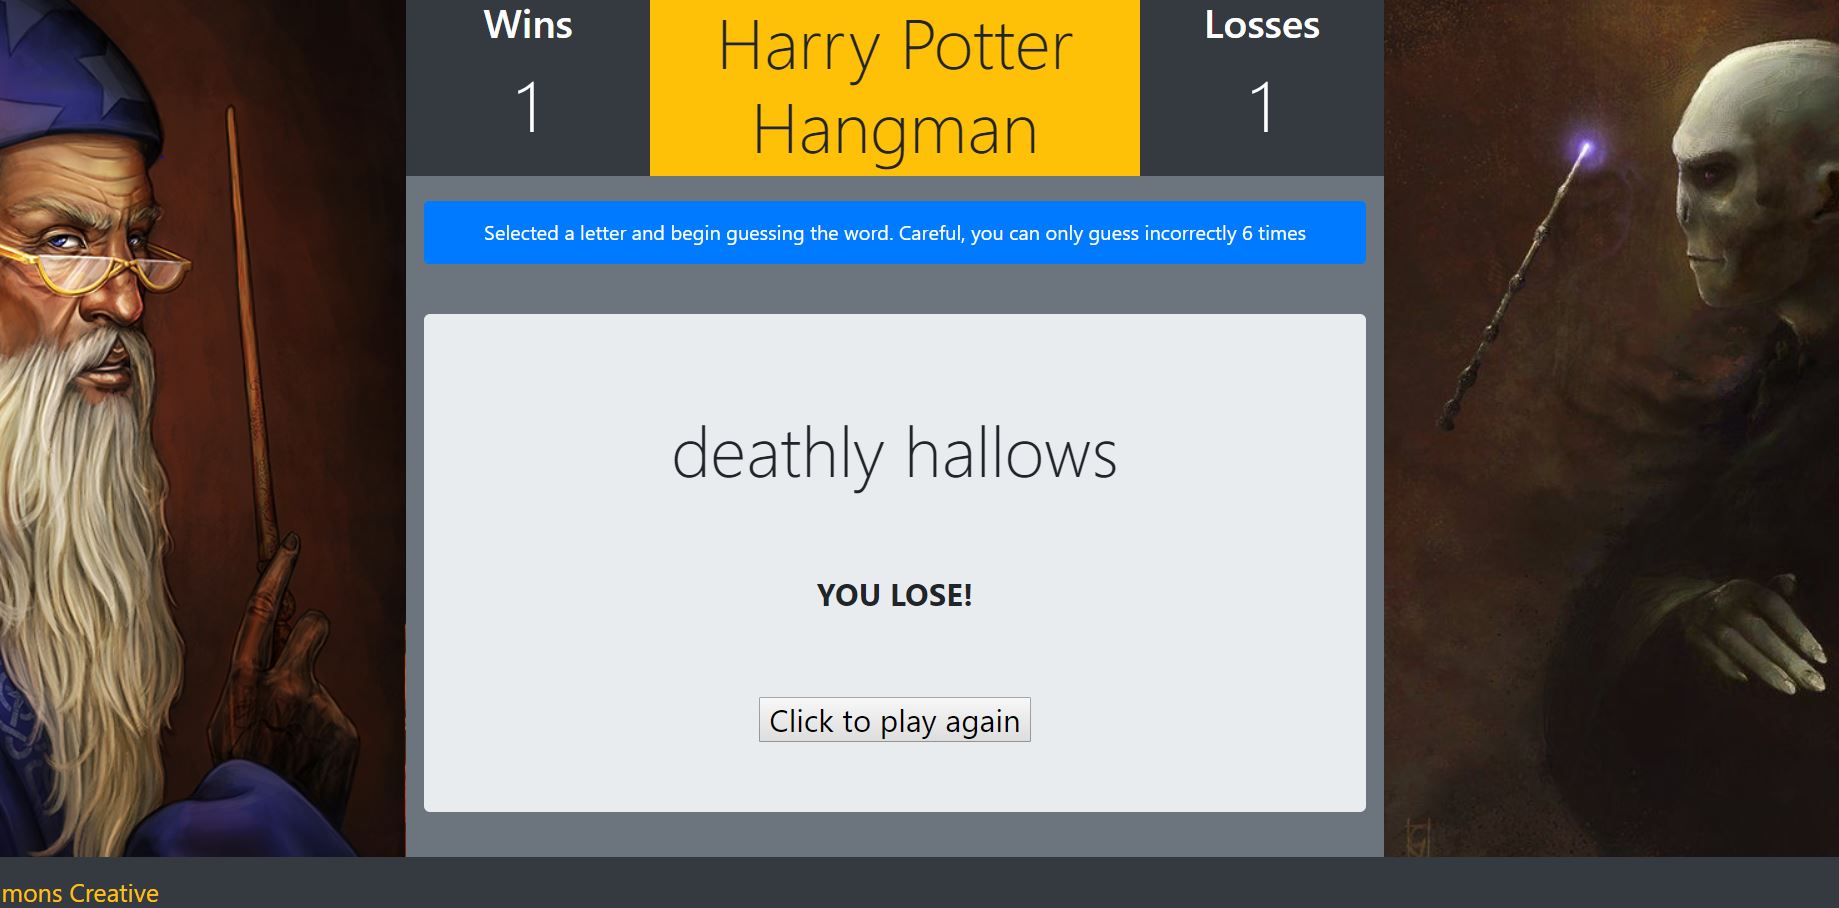 Wins
1
Harry Potter
Hangman
Losses
1
Selected a letter and begin guessing the word. Careful, you can only guess incorrectly 6 times
deathly hallows
YOU LOSE!
Click to play again
mons Creative